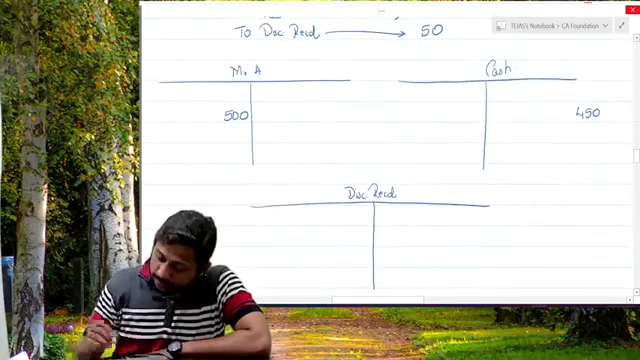 ...
TEJAS's Notebook > CA Foundation
To Disc Recd 50
Mr A
Cash
500
450
Disc Recd